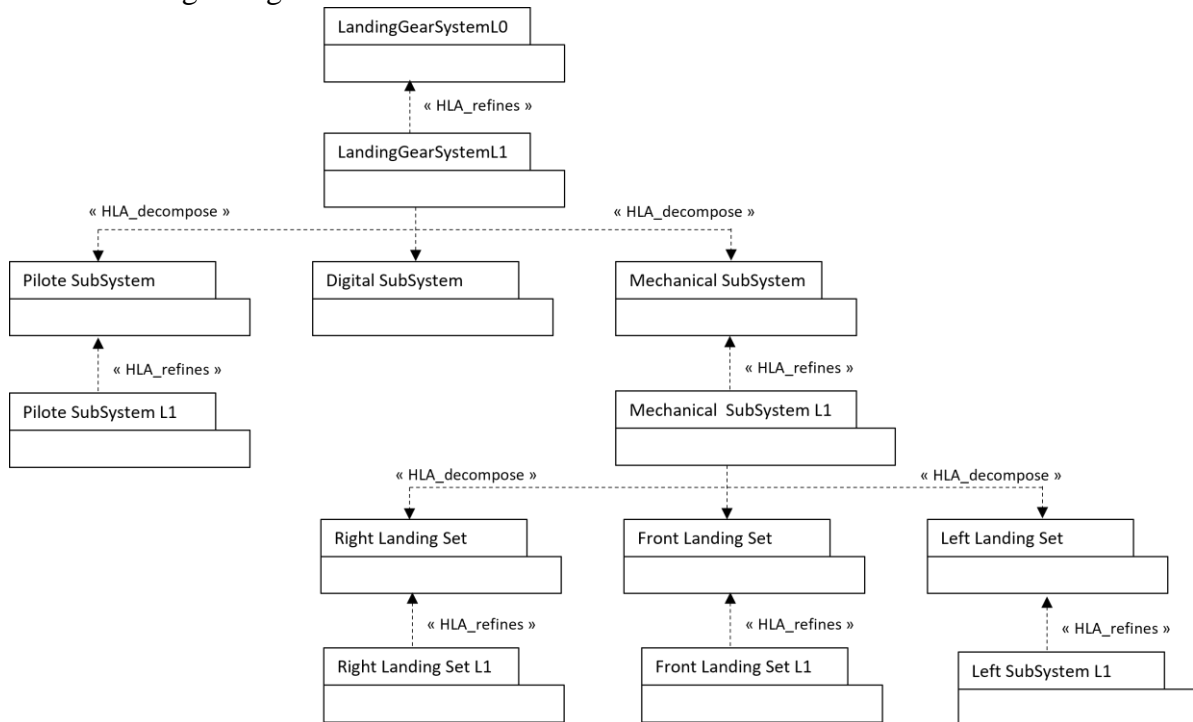 LandingGearSystemL0
« HLA_refines »
LandingGearSystemL1
« HLA_decompose »
« HLA_decompose »
Pilote SubSystem
Digital SubSystem
Mechanical SubSystem
« HLA_refines »
« HLA_refines »
Pilote SubSystem L1
Mechanical  SubSystem L1
« HLA_decompose »
« HLA_decompose »
Right Landing Set
Front Landing Set
Left Landing Set
« HLA_refines »
« HLA_refines »
« HLA_refines »
Right Landing Set L1
Front Landing Set L1
Left SubSystem L1